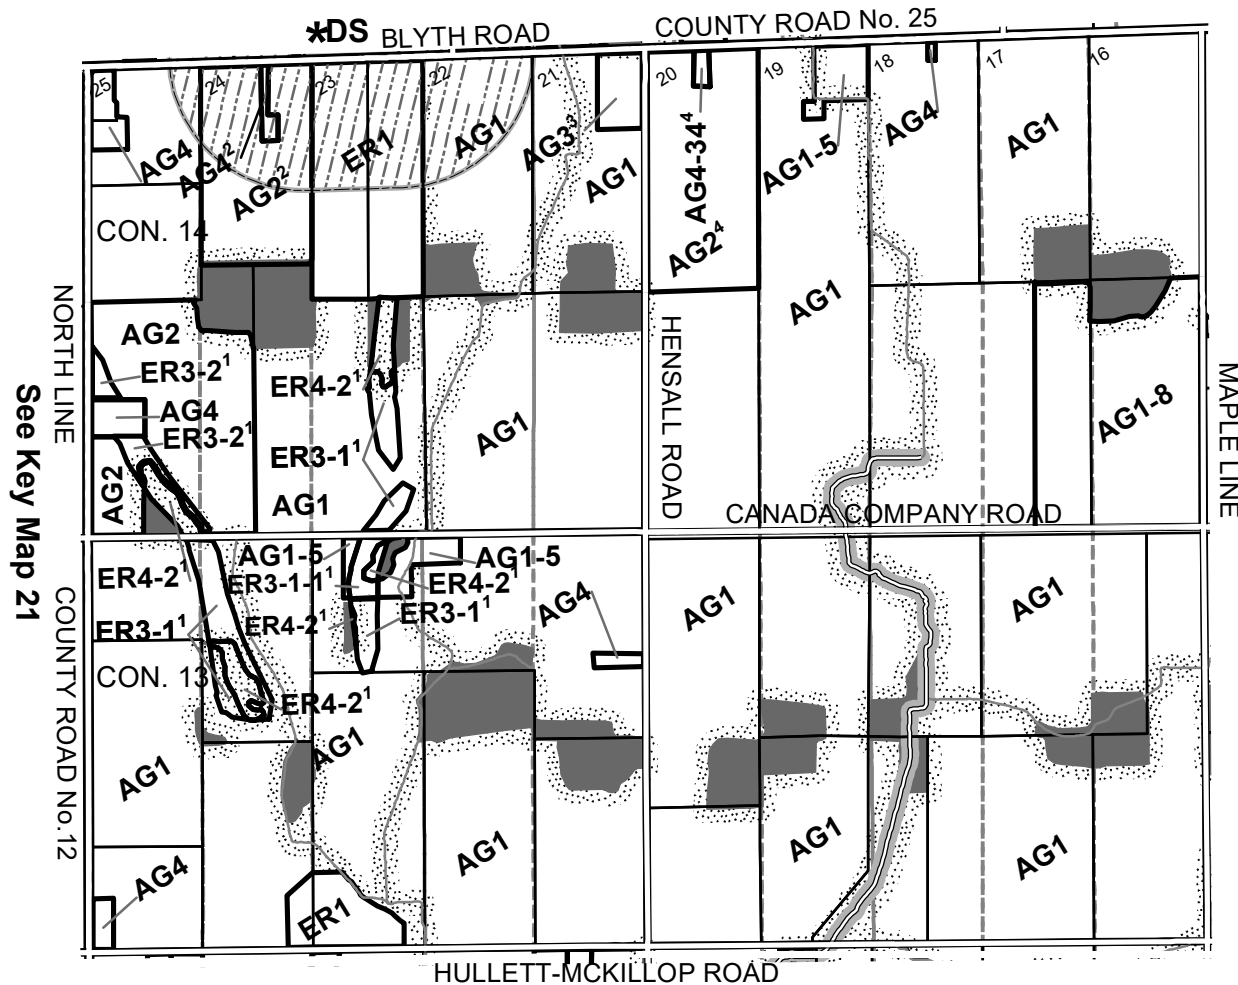 *DS BLYTH ROAD COUNTY ROAD No. 25
25 24 23 22 21 20 19 18 17 16
AG4
AG4²
AG2²
ER1
AG1
AG3³
AG1
AG4-34⁴
AG2⁴
AG1-5
AG4
AG1
CON. 14
NORTH LINE
AG2
ER3-2¹
AG4
ER3-2¹
AG2
ER4-2¹
ER3-1¹
AG1
AG1
HENSALL ROAD
AG1
AG1-8
MAPLE LINE
See Key Map 21
CANADA COMPANY ROAD
COUNTY ROAD No.12
ER4-2¹
ER3-1¹
CON. 13
ER4-2¹
AG1-5
ER3-1-1¹
ER4-2¹
AG1-5
ER4-2¹
ER3-1¹
AG4
AG1
AG1
AG1
AG1
AG4
ER1
AG1
AG1
AG1
HULLETT-MCKILLOP ROAD